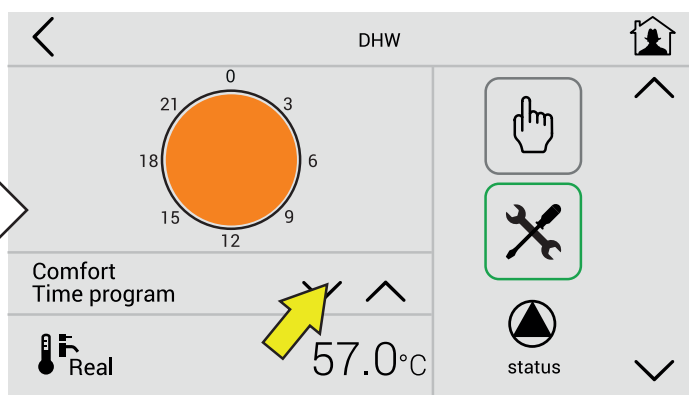 DHW
0
21
3
18
6
15
9
12
Comfort
Time program
Real
57.0°C
status